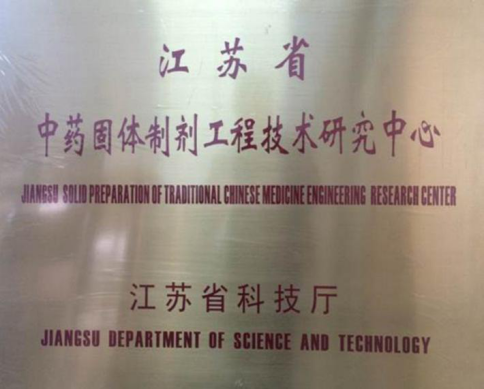 江苏省
中药固体制剂工程技术研究中心
JIANGSU SOLID PREPARATION OF TRADITIONAL CHINESE MEDICINE ENGINEERING RESEARCH CENTER
江苏省科技厅
JIANGSU DEPARTMENT OF SCIENCE AND TECHNOLOGY